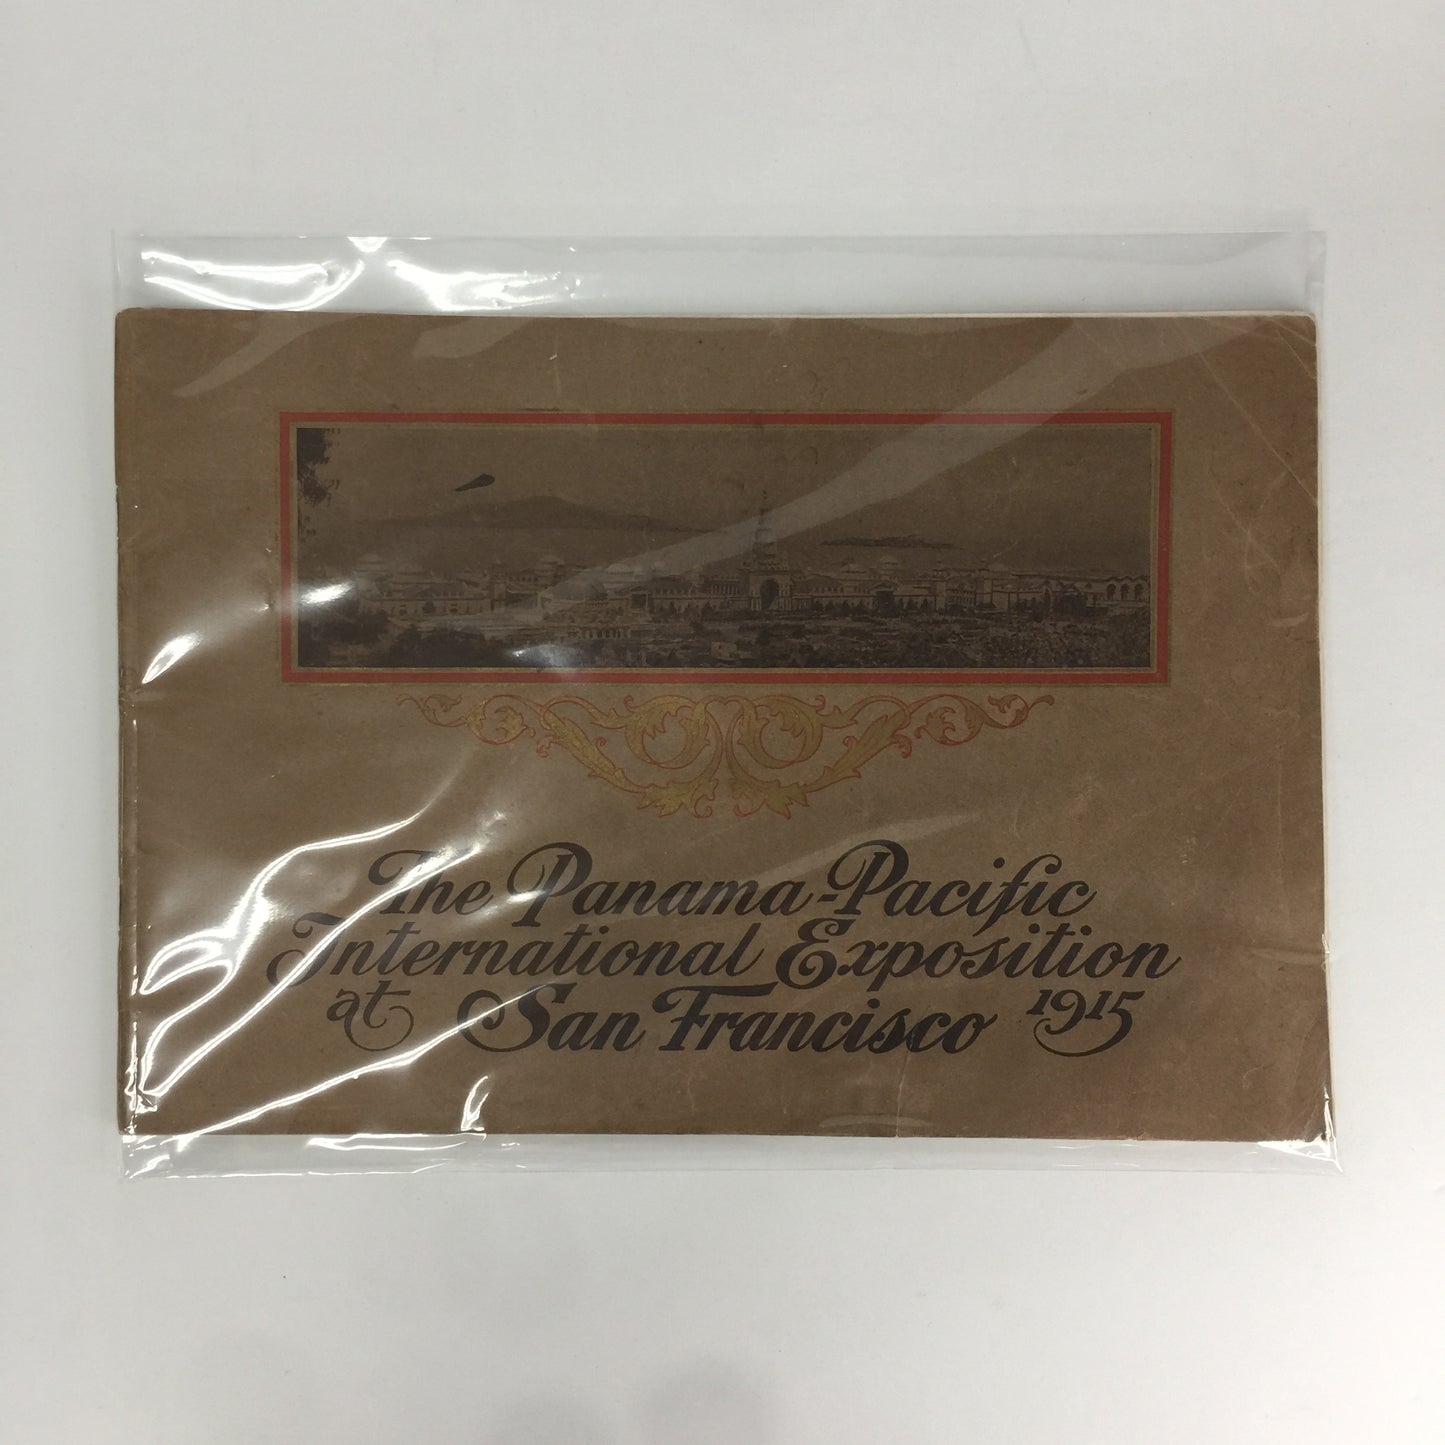 The Panama-Pacific
International Exposition
at San Francisco 1915